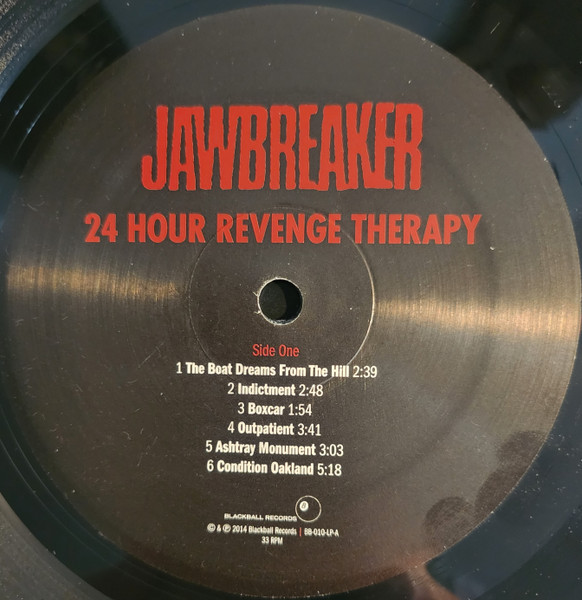 JAWBREAKER
24 HOUR REVENGE THERAPY
Side One
1 The Boat Dreams From The Hill 2:39
2 Indictment 2:48
3 Boxcar 1:54
4 Outpatient 3:41
5 Ashtray Monument 3:03
6 Condition Oakland 5:18
BLACKBALL RECORDS
© & ℗ 2014 Blackball Records | BB-010-LP-A
33 RPM